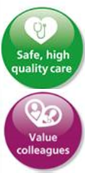 Safe, high
quality care
Value
colleagues